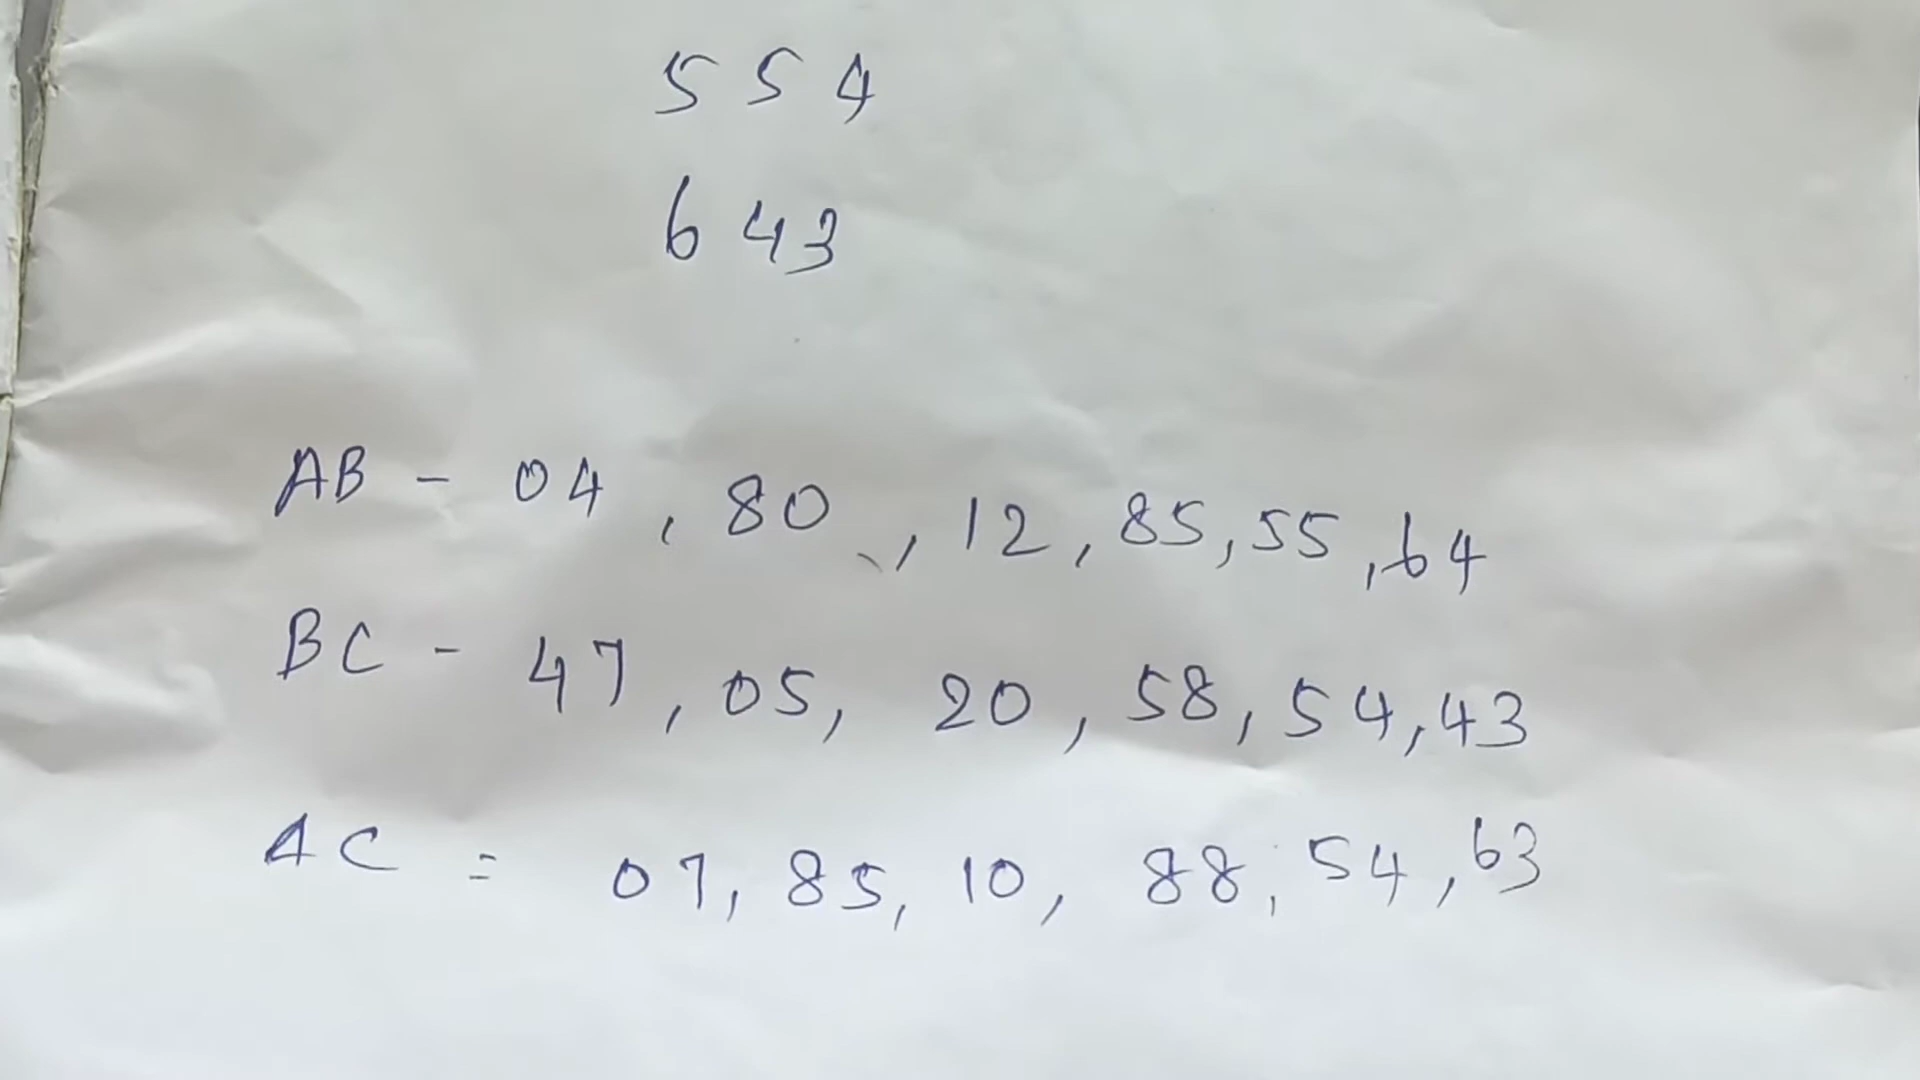 554
643
AB - 04, 80, 12, 85, 55, 64
BC - 47, 05, 20, 58, 54, 43
AC = 07, 85, 10, 88, 54, 63